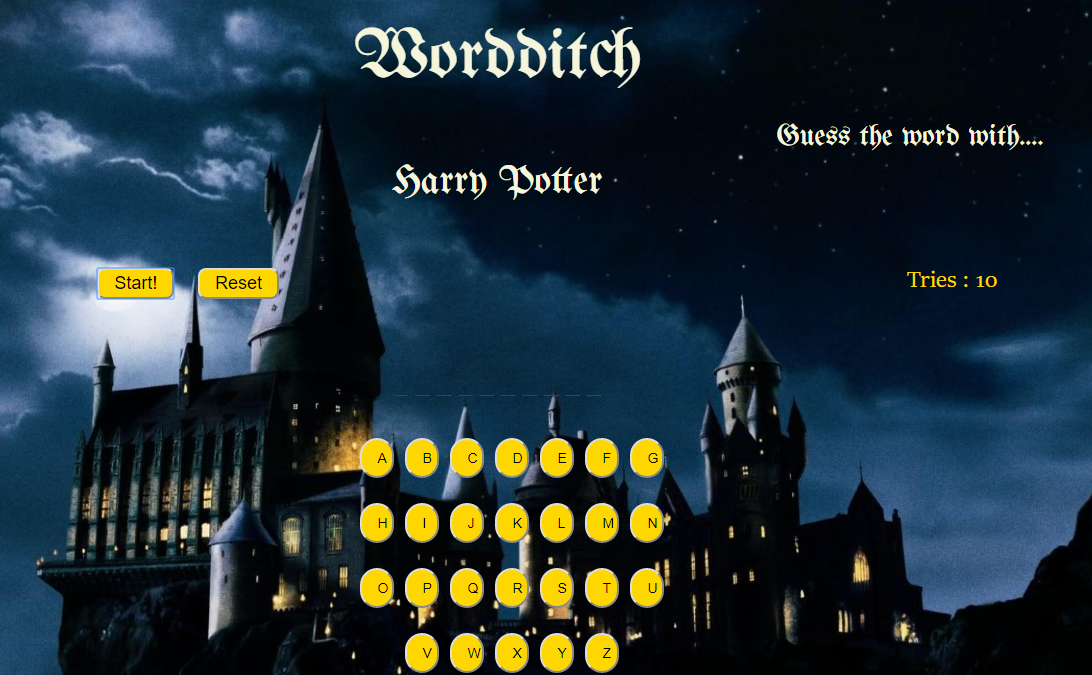 Wordditch
Guess the word with....
Harry Potter
Start! Reset
Tries : 10
_ _ _ _ _ _ _ _ _ _
A B C D E F G
H I J K L M N
O P Q R S T U
V W X Y Z